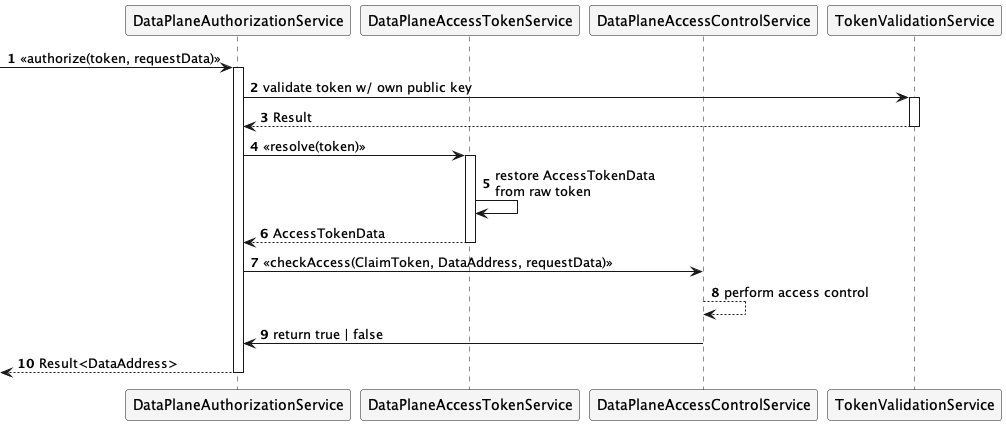 DataPlaneAuthorizationService
DataPlaneAccessTokenService
DataPlaneAccessControlService
TokenValidationService
1 «authorize(token, requestData)»
2 validate token w/ own public key
3 Result
4 «resolve(token)»
5 restore AccessTokenData
from raw token
6 AccessTokenData
7 «checkAccess(ClaimToken, DataAddress, requestData)»
8 perform access control
9 return true | false
10 Result<DataAddress>
DataPlaneAuthorizationService
DataPlaneAccessTokenService
DataPlaneAccessControlService
TokenValidationService